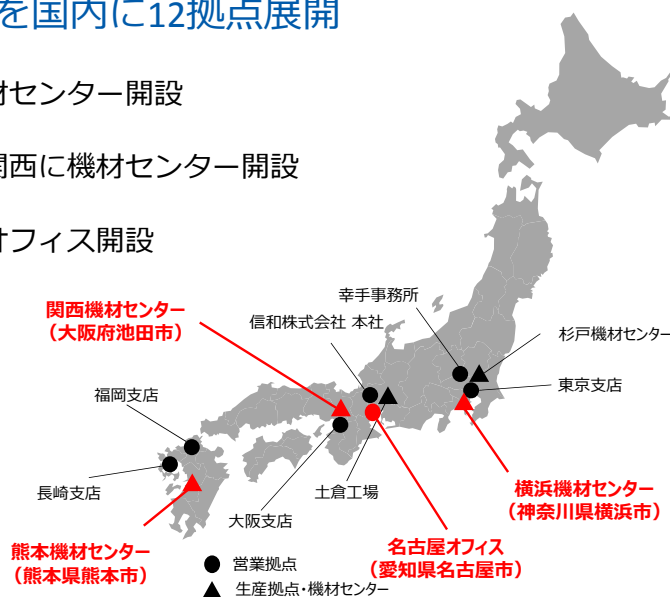 を国内に12拠点展開
材センター開設
関西に機材センター開設
オフィス開設
関西機材センター
（大阪府池田市）
幸手事務所
信和株式会社 本社
杉戸機材センター
東京支店
福岡支店
長崎支店
土倉工場
大阪支店
横浜機材センター
（神奈川県横浜市）
名古屋オフィス
（愛知県名古屋市）
熊本機材センター
（熊本県熊本市）
● 営業拠点
▲ 生産拠点・機材センター